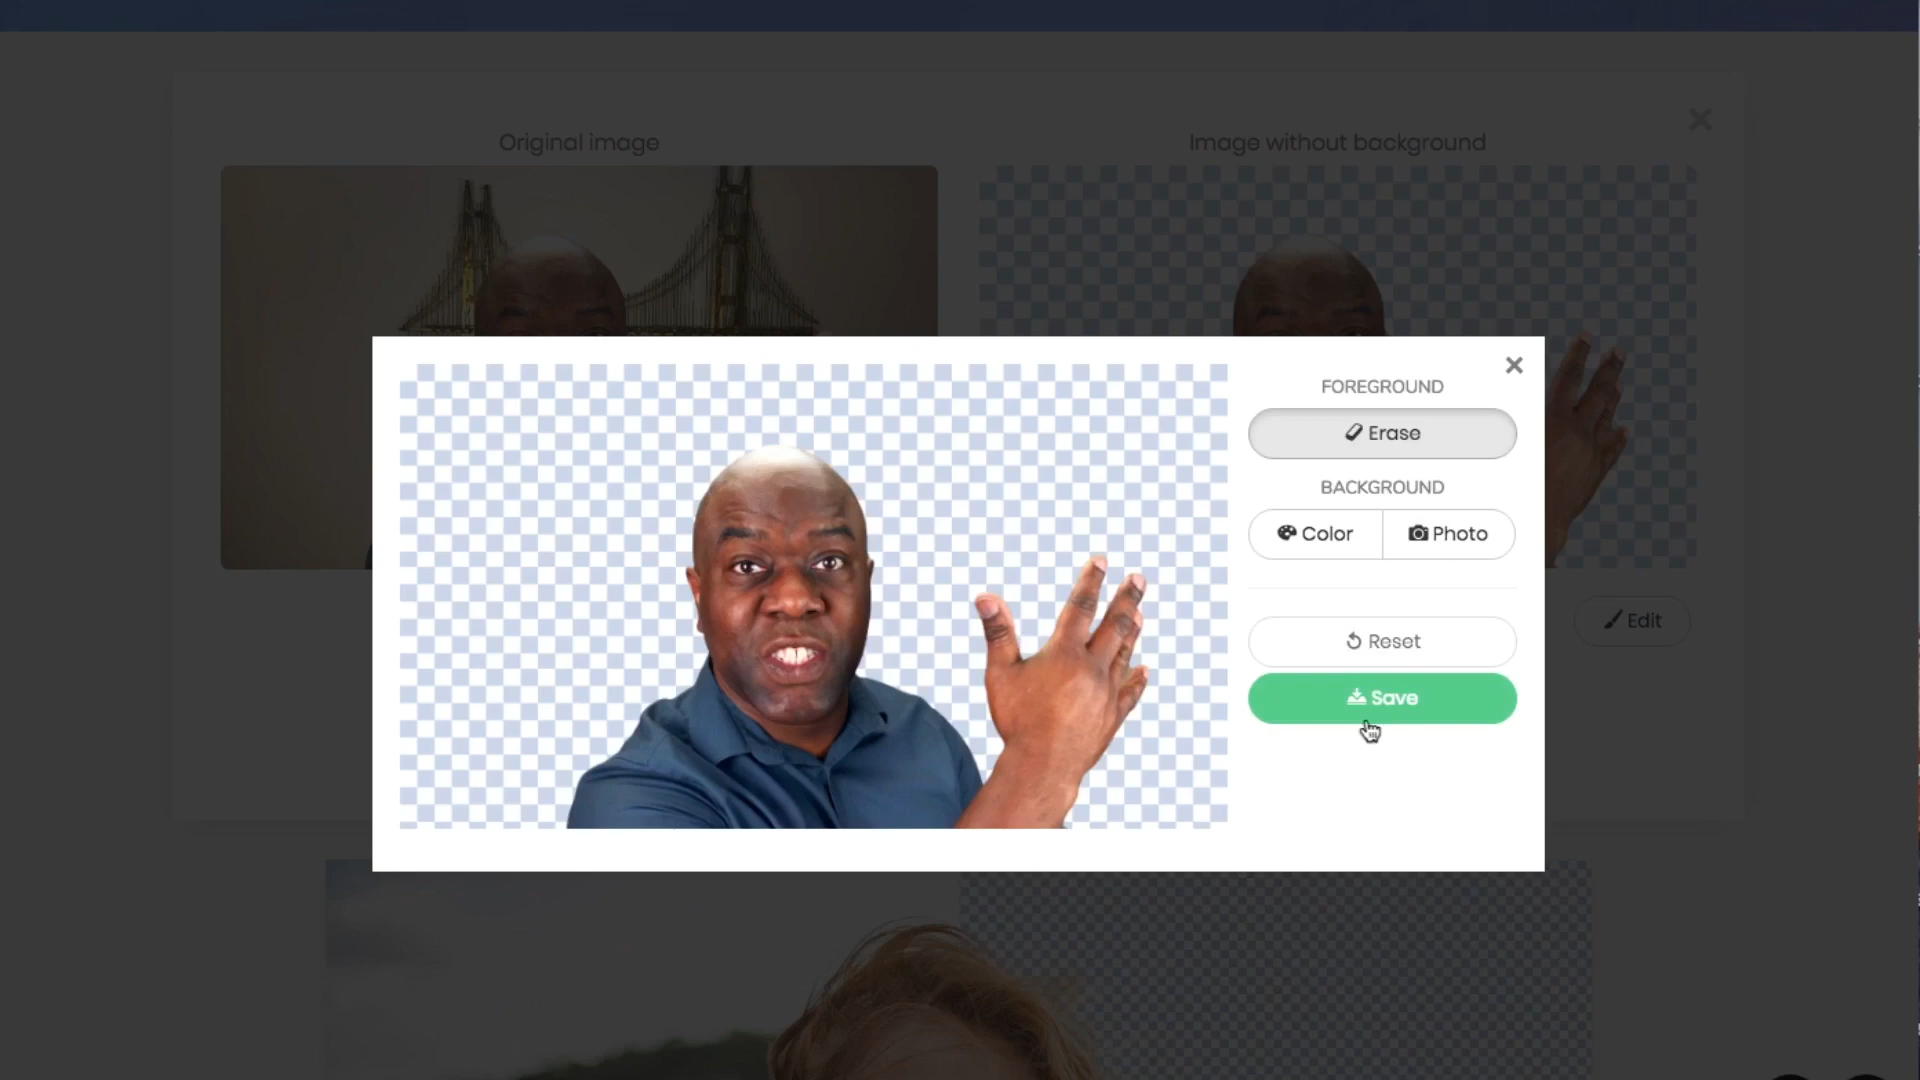 Original image
Image without background
FOREGROUND
Erase
BACKGROUND
Color
Photo
Edit
Reset
Save